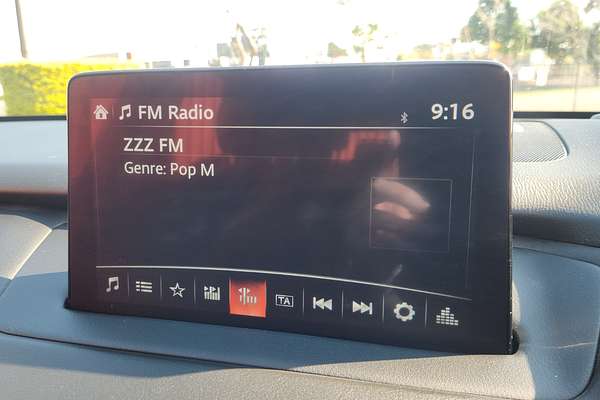 FM Radio
9:16
ZZZ FM
Genre: Pop M
TA